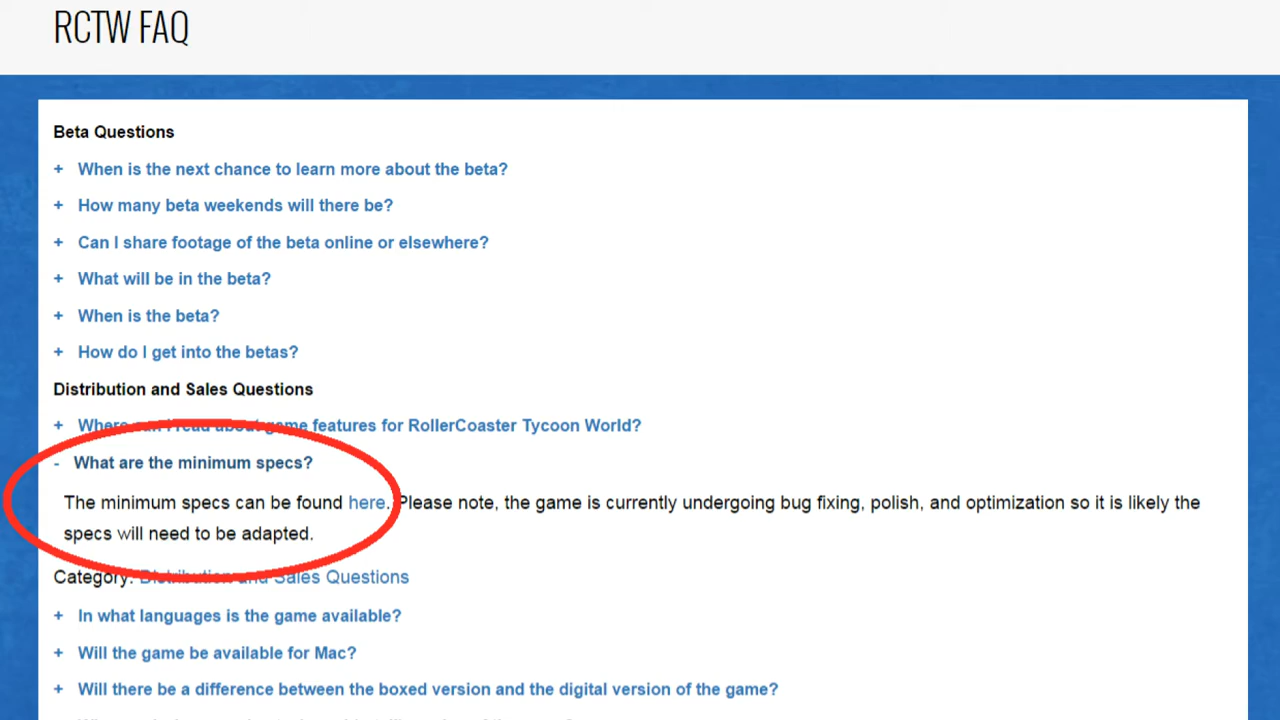 RCTW FAQ
Beta Questions
+ When is the next chance to learn more about the beta?
+ How many beta weekends will there be?
+ Can I share footage of the beta online or elsewhere?
+ What will be in the beta?
+ When is the beta?
+ How do I get into the betas?
Distribution and Sales Questions
+ Where can I read about game features for RollerCoaster Tycoon World?
- What are the minimum specs?
The minimum specs can be found here. Please note, the game is currently undergoing bug fixing, polish, and optimization so it is likely the
specs will need to be adapted.
Category: Distribution and Sales Questions
+ In what languages is the game available?
+ Will the game be available for Mac?
+ Will there be a difference between the boxed version and the digital version of the game?